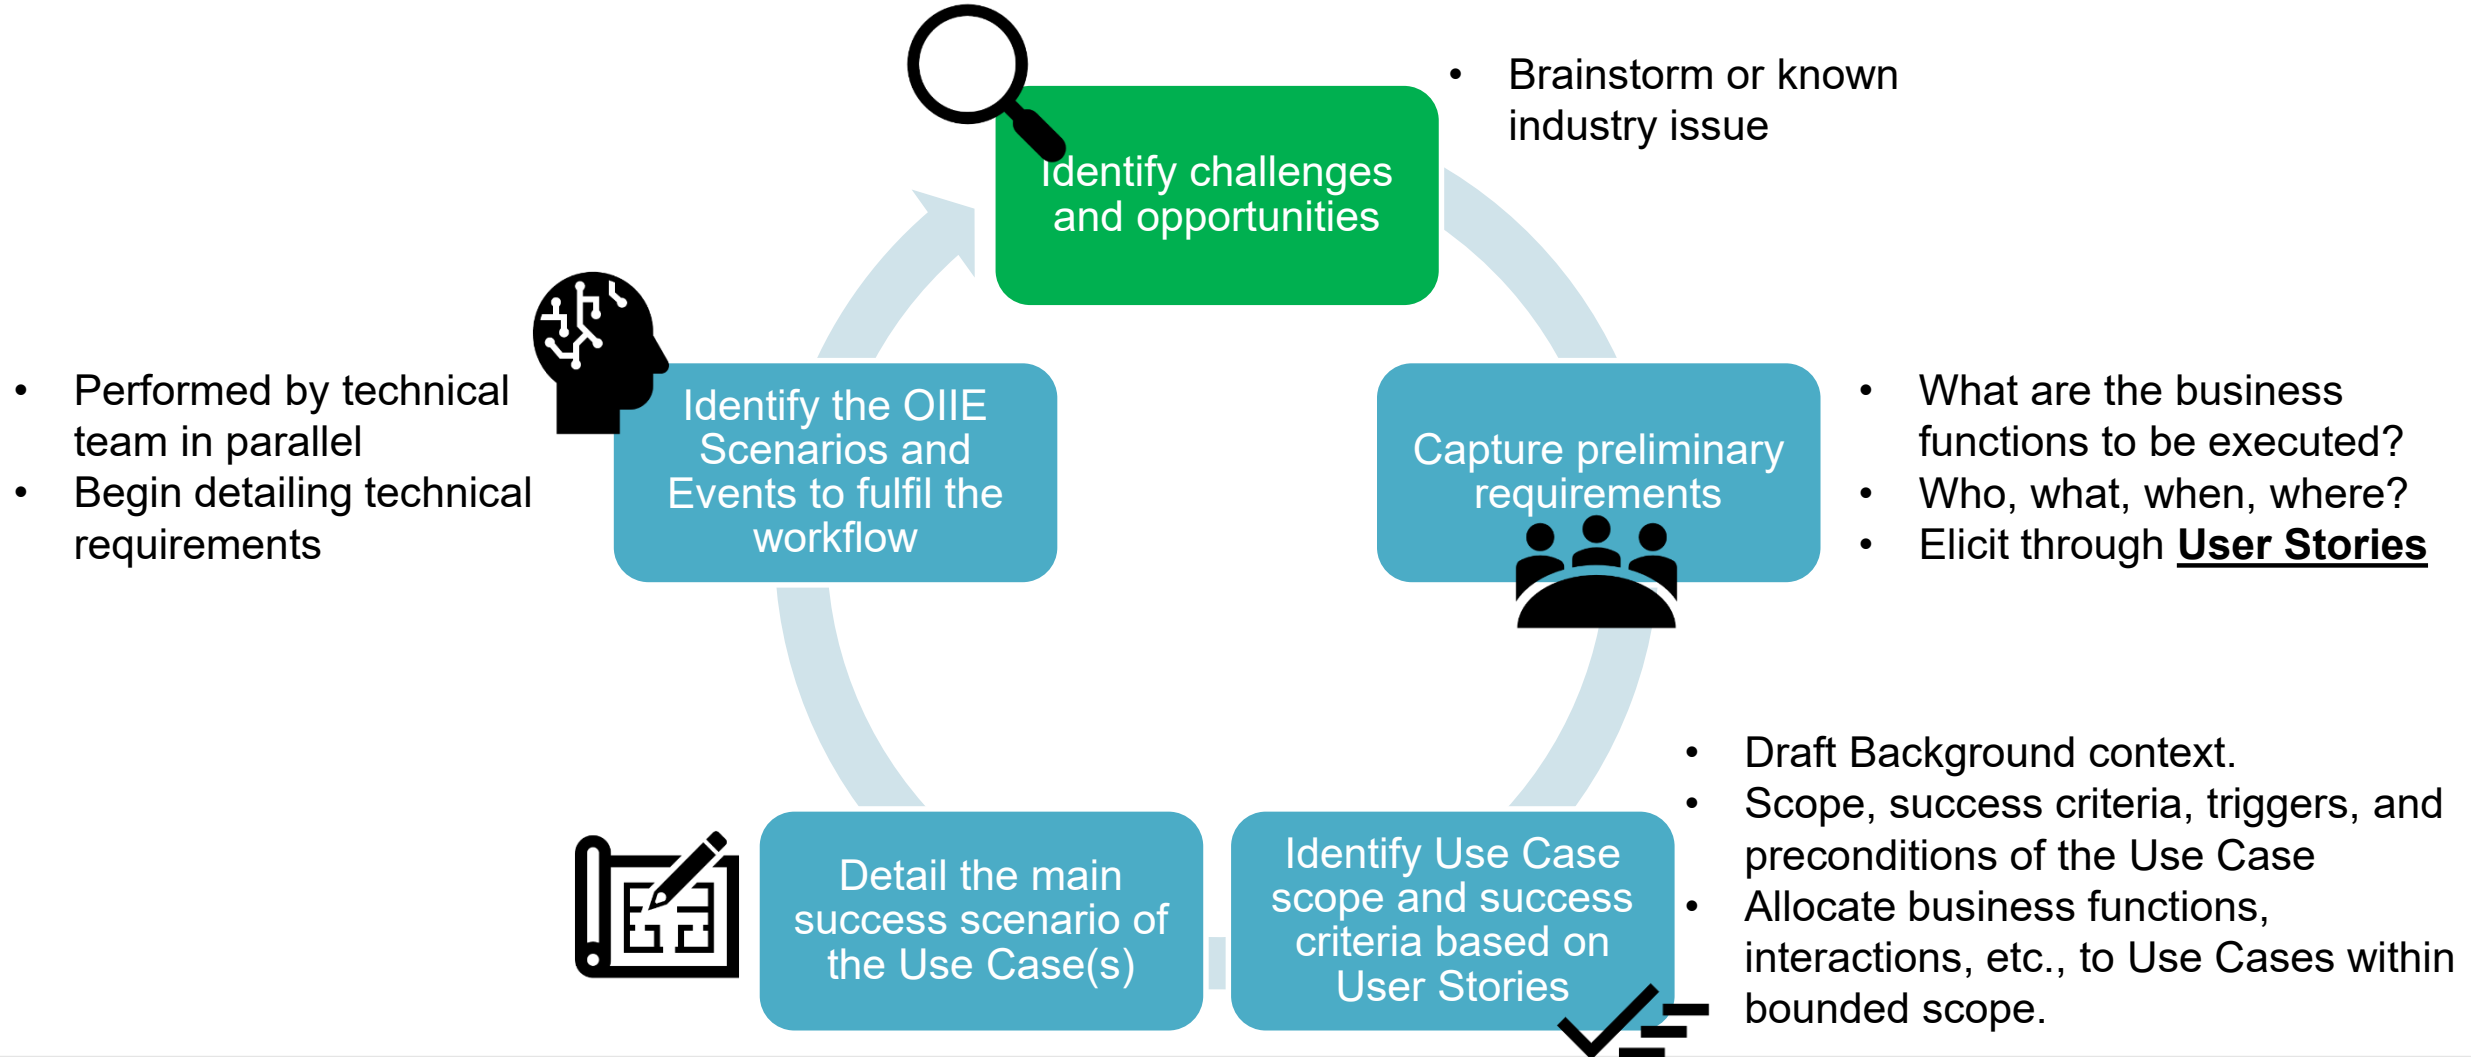 • Brainstorm or known
industry issue
Identify challenges
and opportunities
• What are the business
functions to be executed?
• Who, what, when, where?
• Elicit through User Stories
Capture preliminary
requirements
• Draft Background context.
• Scope, success criteria, triggers, and
preconditions of the Use Case
• Allocate business functions,
interactions, etc., to Use Cases within
bounded scope.
Identify Use Case
scope and success
criteria based on
User Stories
Detail the main
success scenario of
the Use Case(s)
Identify the OIIE
Scenarios and
Events to fulfil the
workflow
• Performed by technical
team in parallel
• Begin detailing technical
requirements